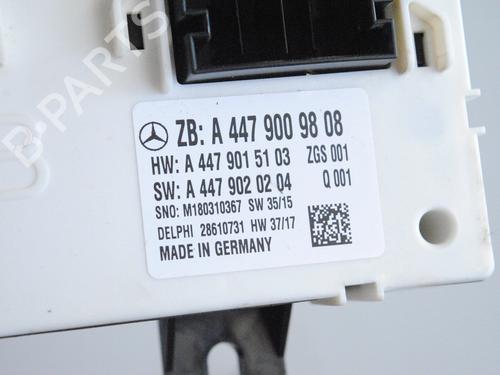 B-PARTS
ZB: A 447 900 98 08
HW: A 447 901 51 03 ZGS 001
SW: A 447 902 02 04 Q 001
SNO: M180310367 SW 35/15
DELPHI 28610731 HW 37/17
MADE IN GERMANY